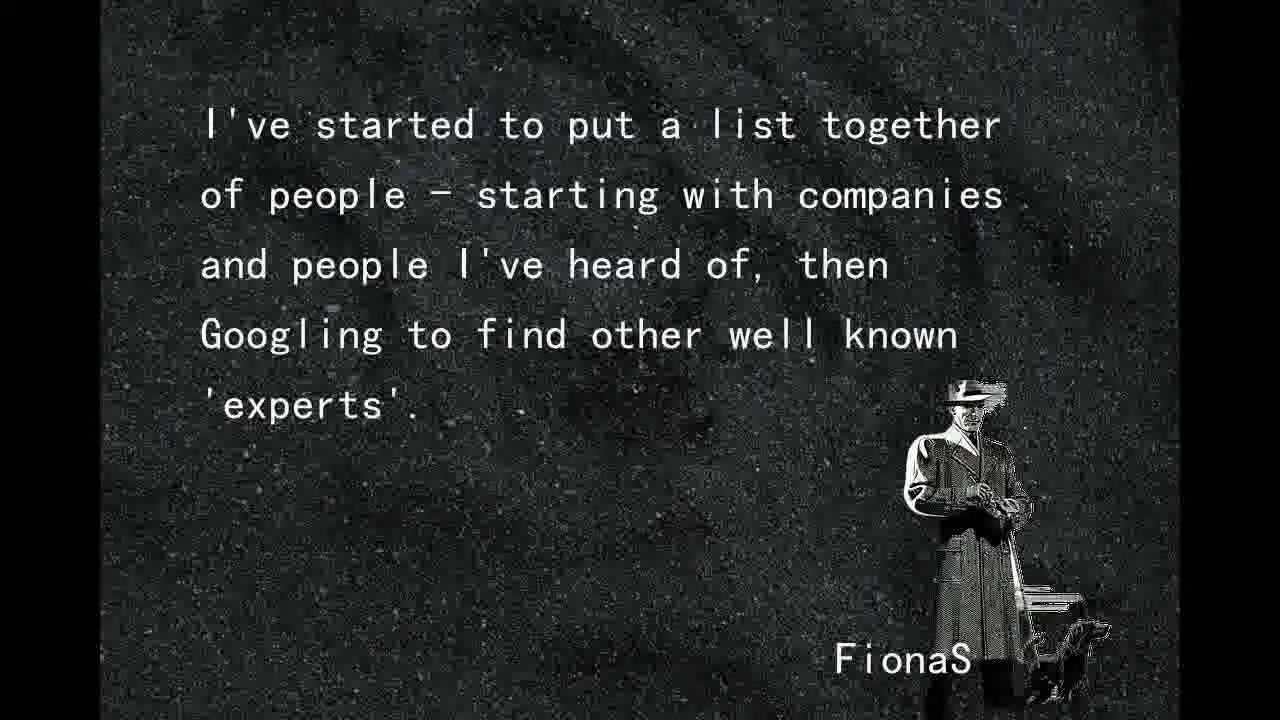 I've started to put a list together
of people - starting with companies
and people I've heard of, then
Googling to find other well known
'experts'.
FionaS